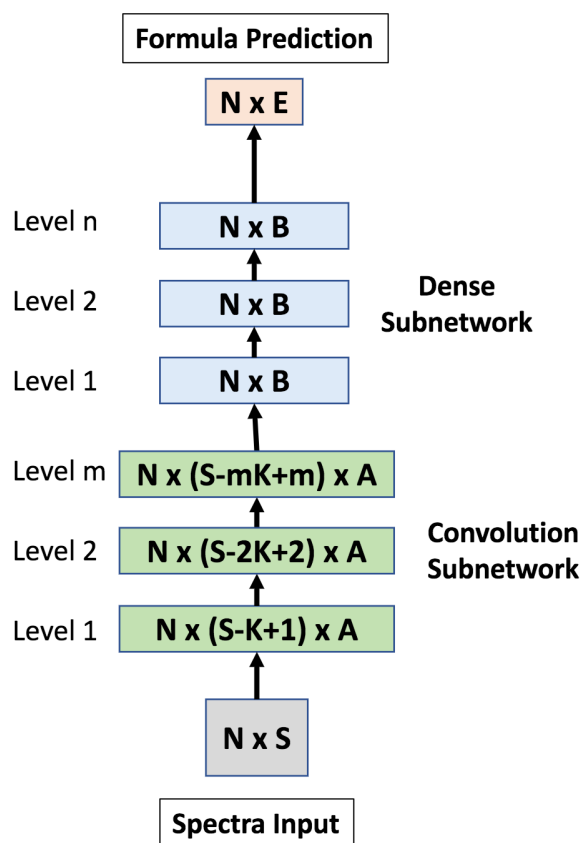 Formula Prediction
N x E
Level n
N x B
Level 2
N x B
Dense
Subnetwork
Level 1
N x B
Level m
N x (S-mK+m) x A
Level 2
N x (S-2K+2) x A
Convolution
Subnetwork
Level 1
N x (S-K+1) x A
N x S
Spectra Input